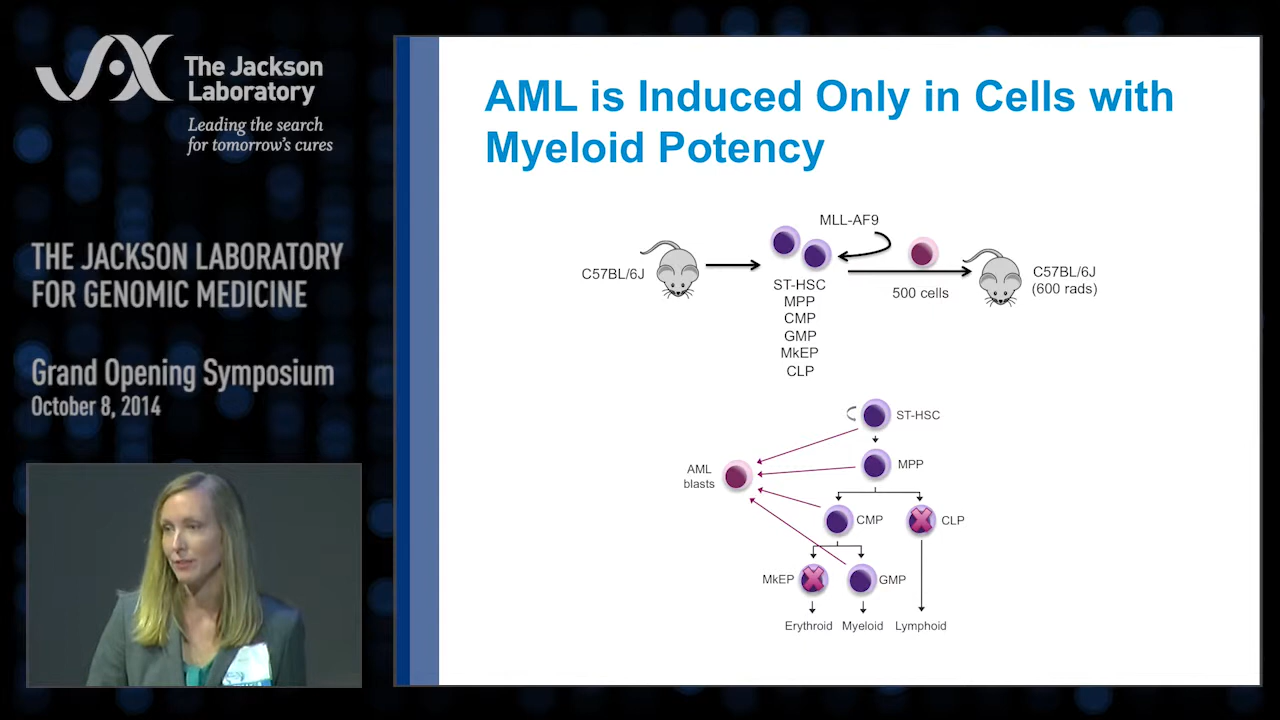 The Jackson
Laboratory
Leading the search
for tomorrow's cures
THE JACKSON LABORATORY
FOR GENOMIC MEDICINE
Grand Opening Symposium
October 8, 2014
AML is Induced Only in Cells with
Myeloid Potency
MLL-AF9
C57BL/6J
ST-HSC
MPP
CMP
GMP
MkEP
CLP
500 cells
C57BL/6J
(600 rads)
ST-HSC
AML
blasts
MPP
CMP
CLP
MkEP
GMP
Erythroid
Myeloid
Lymphoid